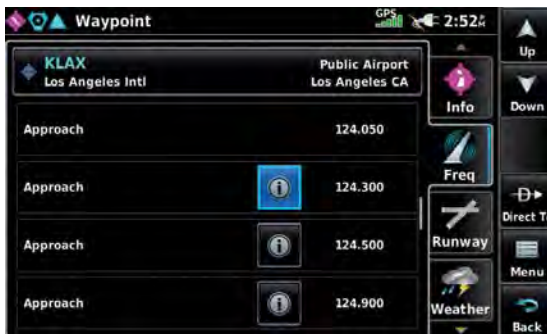 Waypoint GPS 2:52
KLAX Public Airport
Los Angeles Intl Los Angeles CA
Approach 124.050
Approach 124.300
Approach 124.500
Approach 124.900
Info
Freq
Runway
Weather
Up
Down
Direct T
Menu
Back